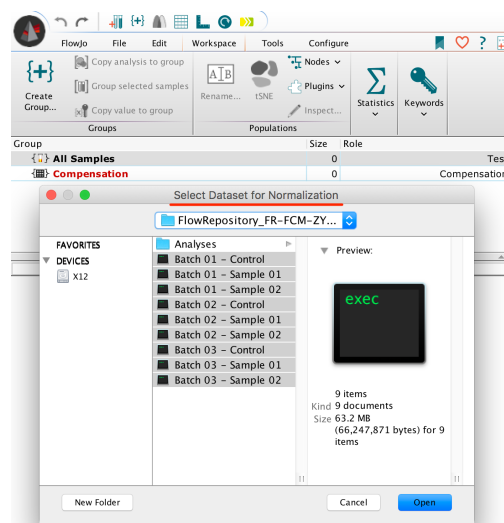 FlowJo File Edit Workspace Tools Configure
{+} Create Group...
Copy analysis to group
Group selected samples
Copy value to group
Groups
A|B Rename...
tSNE
Nodes
Plugins
Inspect...
Populations
Σ Statistics
Keywords
Group Size Role
All Samples 0 Tes
Compensation 0 Compensation
Select Dataset for Normalization
FlowRepository_FR-FCM-ZY...
FAVORITES
DEVICES
X12
Analyses
Batch 01 - Control
Batch 01 - Sample 01
Batch 01 - Sample 02
Batch 02 - Control
Batch 02 - Sample 01
Batch 02 - Sample 02
Batch 03 - Control
Batch 03 - Sample 01
Batch 03 - Sample 02
Preview:
exec
9 items
Kind 9 documents
Size 63.2 MB
(66,247,871 bytes) for 9
items
New Folder Cancel Open